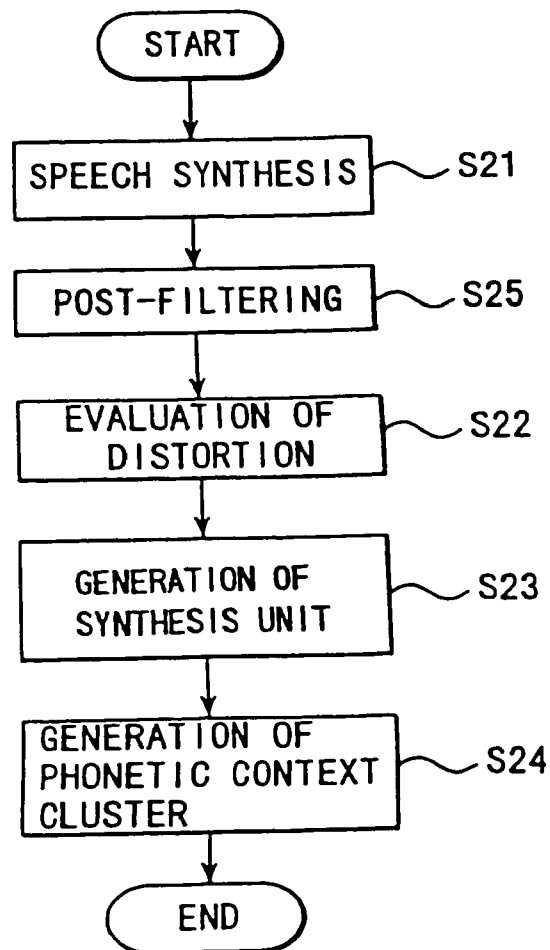 START
SPEECH SYNTHESIS
S21
POST-FILTERING
S25
EVALUATION OF
DISTORTION
S22
GENERATION OF
SYNTHESIS UNIT
S23
GENERATION OF
PHONETIC CONTEXT
CLUSTER
S24
END